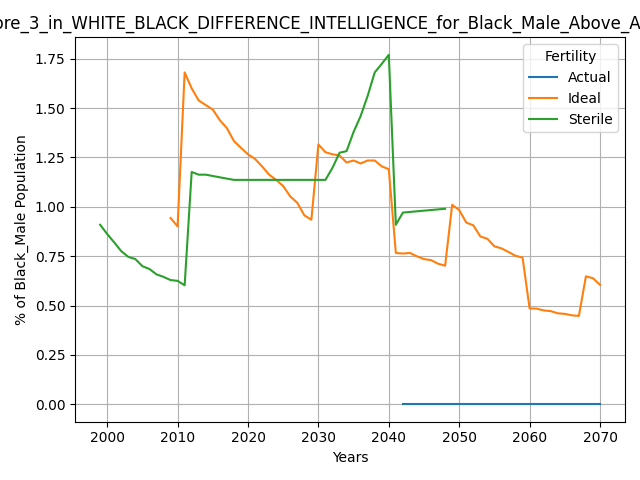 ore_3_in_WHITE_BLACK_DIFFERENCE_INTELLIGENCE_for_Black_Male_Above_A
Fertility
Actual
Ideal
Sterile
% of Black_Male Population
1.75
1.50
1.25
1.00
0.75
0.50
0.25
0.00
2000 2010 2020 2030 2040 2050 2060 2070
Years